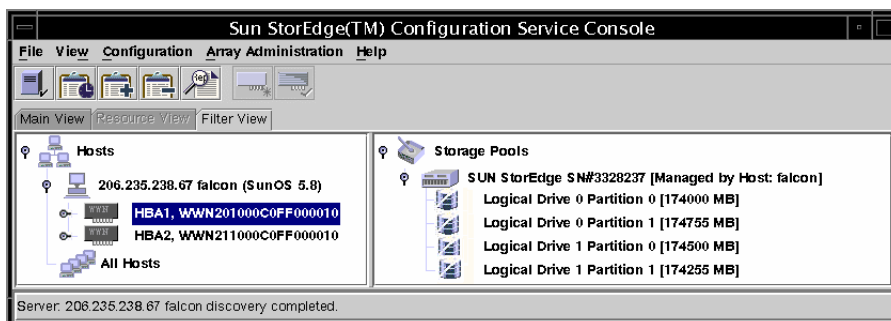 Sun StorEdge(TM) Configuration Service Console
File View Configuration Array Administration Help
Main View Resource View Filter View
Hosts
206.235.238.67 falcon (SunOS 5.8)
HBA1, WWN201000C0FF000010
HBA2, WWN211000C0FF000010
All Hosts
Storage Pools
SUN StorEdge SN#3328237 [Managed by Host: falcon]
Logical Drive 0 Partition 0 [174000 MB]
Logical Drive 0 Partition 1 [174755 MB]
Logical Drive 1 Partition 0 [174500 MB]
Logical Drive 1 Partition 1 [174255 MB]
Server: 206.235.238.67 falcon discovery completed.